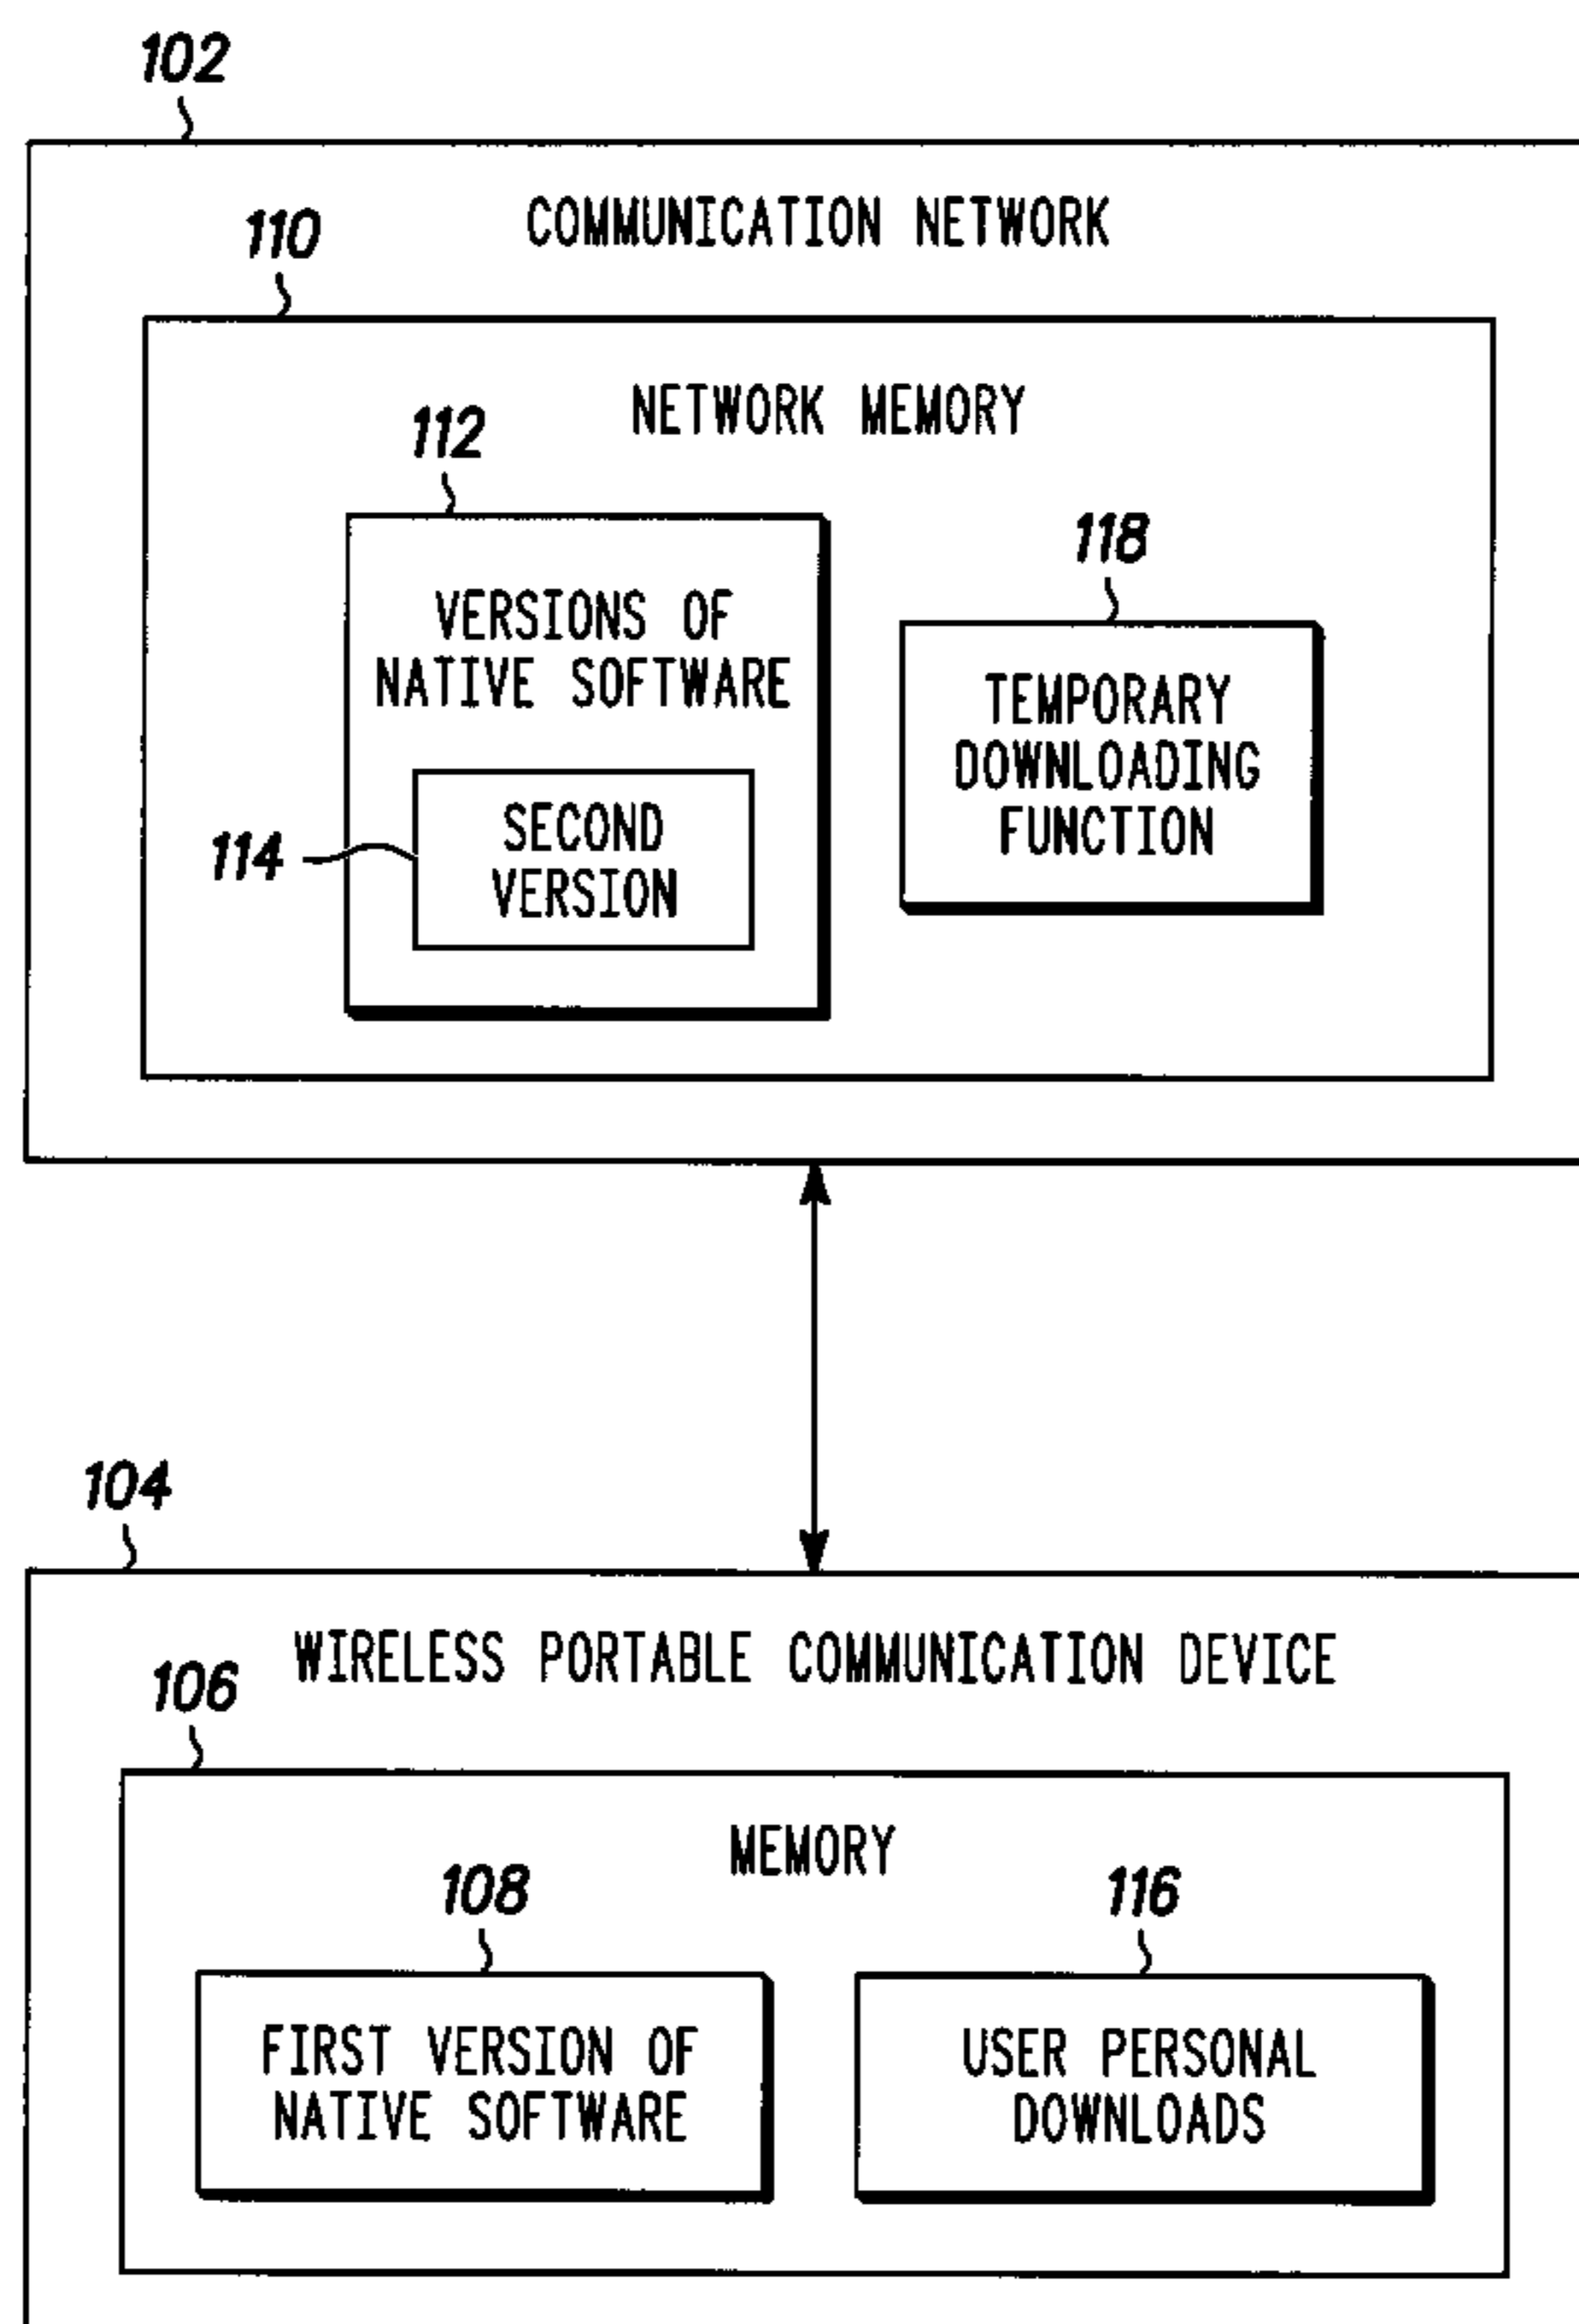 102
COMMUNICATION NETWORK
110
NETWORK MEMORY
112
VERSIONS OF
NATIVE SOFTWARE
118
TEMPORARY
DOWNLOADING
FUNCTION
114
SECOND
VERSION
104
WIRELESS PORTABLE COMMUNICATION DEVICE
106
MEMORY
108
FIRST VERSION OF
NATIVE SOFTWARE
116
USER PERSONAL
DOWNLOADS